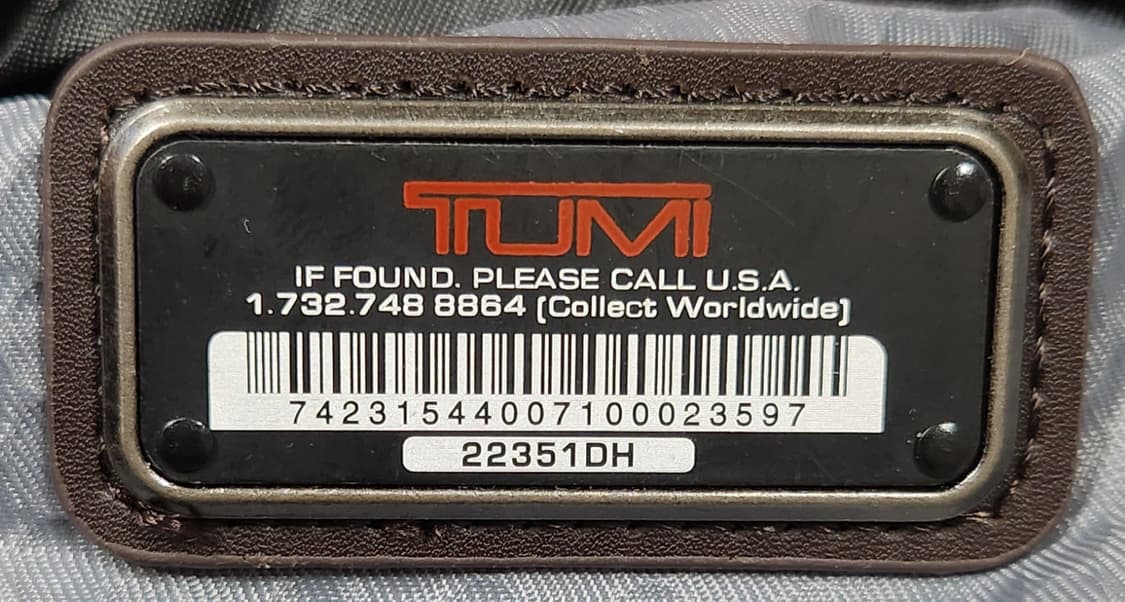 TUMI
IF FOUND. PLEASE CALL U.S.A.
1.732.748 8864 (Collect Worldwide)
74231544007100023597
22351DH